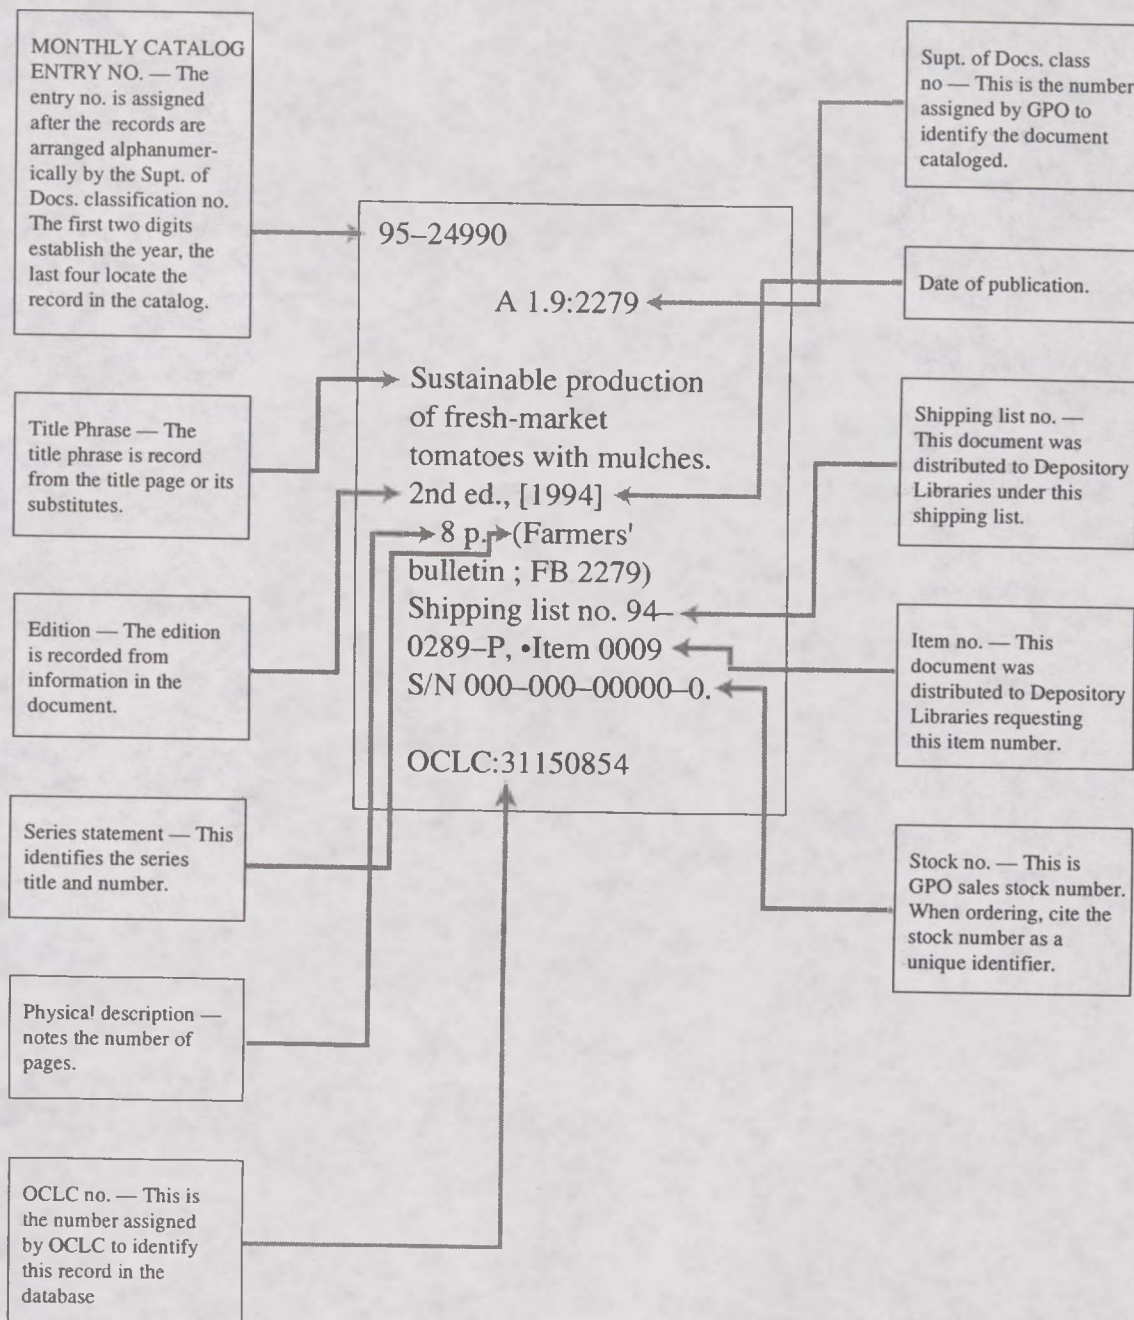 MONTHLY CATALOG
ENTRY NO. — The
entry no. is assigned
after the records are
arranged alphanumer-
ically by the Supt. of
Docs. classification no.
The first two digits
establish the year, the
last four locate the
record in the catalog.
Title Phrase — The
title phrase is record
from the title page or its
substitutes.
Edition — The edition
is recorded from
information in the
document.
Series statement — This
identifies the series
title and number.
Physical description —
notes the number of
pages.
OCLC no. — This is
the number assigned
by OCLC to identify
this record in the
database
95–24990
A 1.9:2279
Sustainable production
of fresh-market
tomatoes with mulches.
2nd ed., [1994]
8 p. (Farmers'
bulletin ; FB 2279)
Shipping list no. 94–
0289–P, •Item 0009
S/N 000–000–00000–0.
OCLC:31150854
Supt. of Docs. class
no — This is the number
assigned by GPO to
identify the document
cataloged.
Date of publication.
Shipping list no. —
This document was
distributed to Depository
Libraries under this
shipping list.
Item no. — This
document was
distributed to Depository
Libraries requesting
this item number.
Stock no. — This is
GPO sales stock number.
When ordering, cite the
stock number as a
unique identifier.